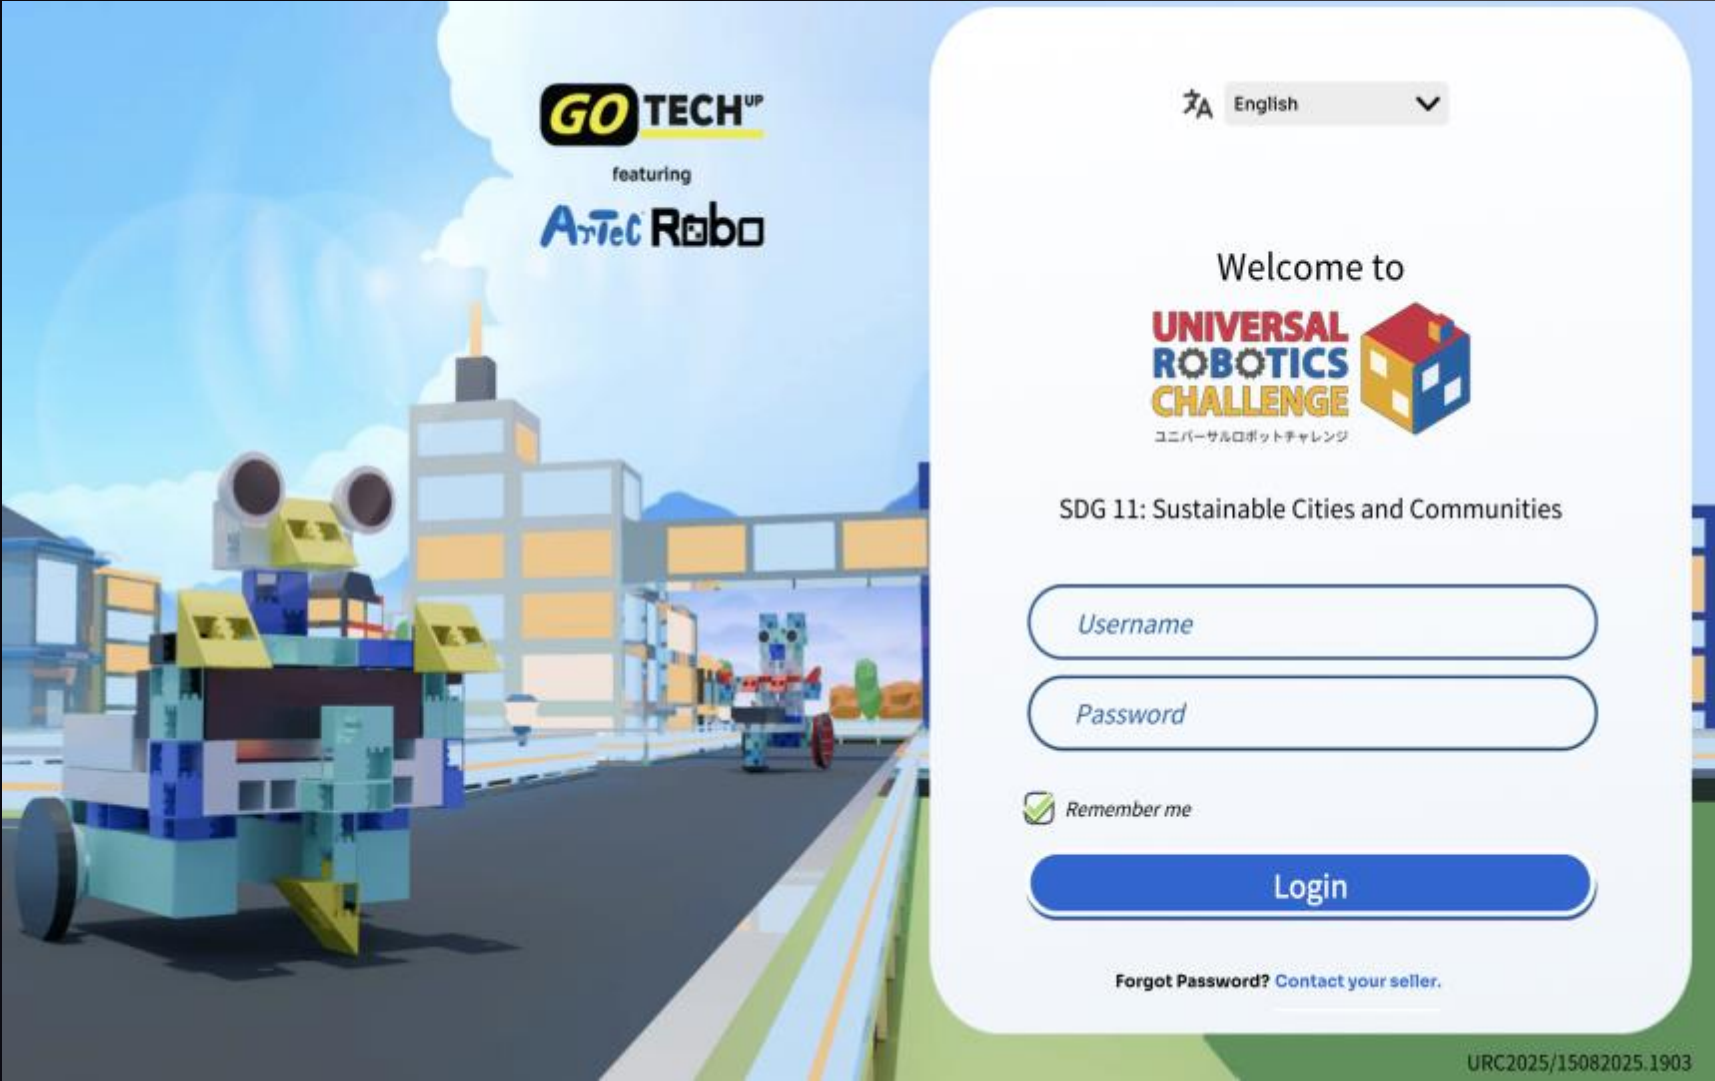 GO TECH UP
featuring
ArTeC Robo
English
Welcome to
UNIVERSAL
ROBOTICS
CHALLENGE
ユニバーサルロボットチャレンジ
SDG 11: Sustainable Cities and Communities
Username
Password
Remember me
Login
Forgot Password? Contact your seller.
URC2025/15082025.1903